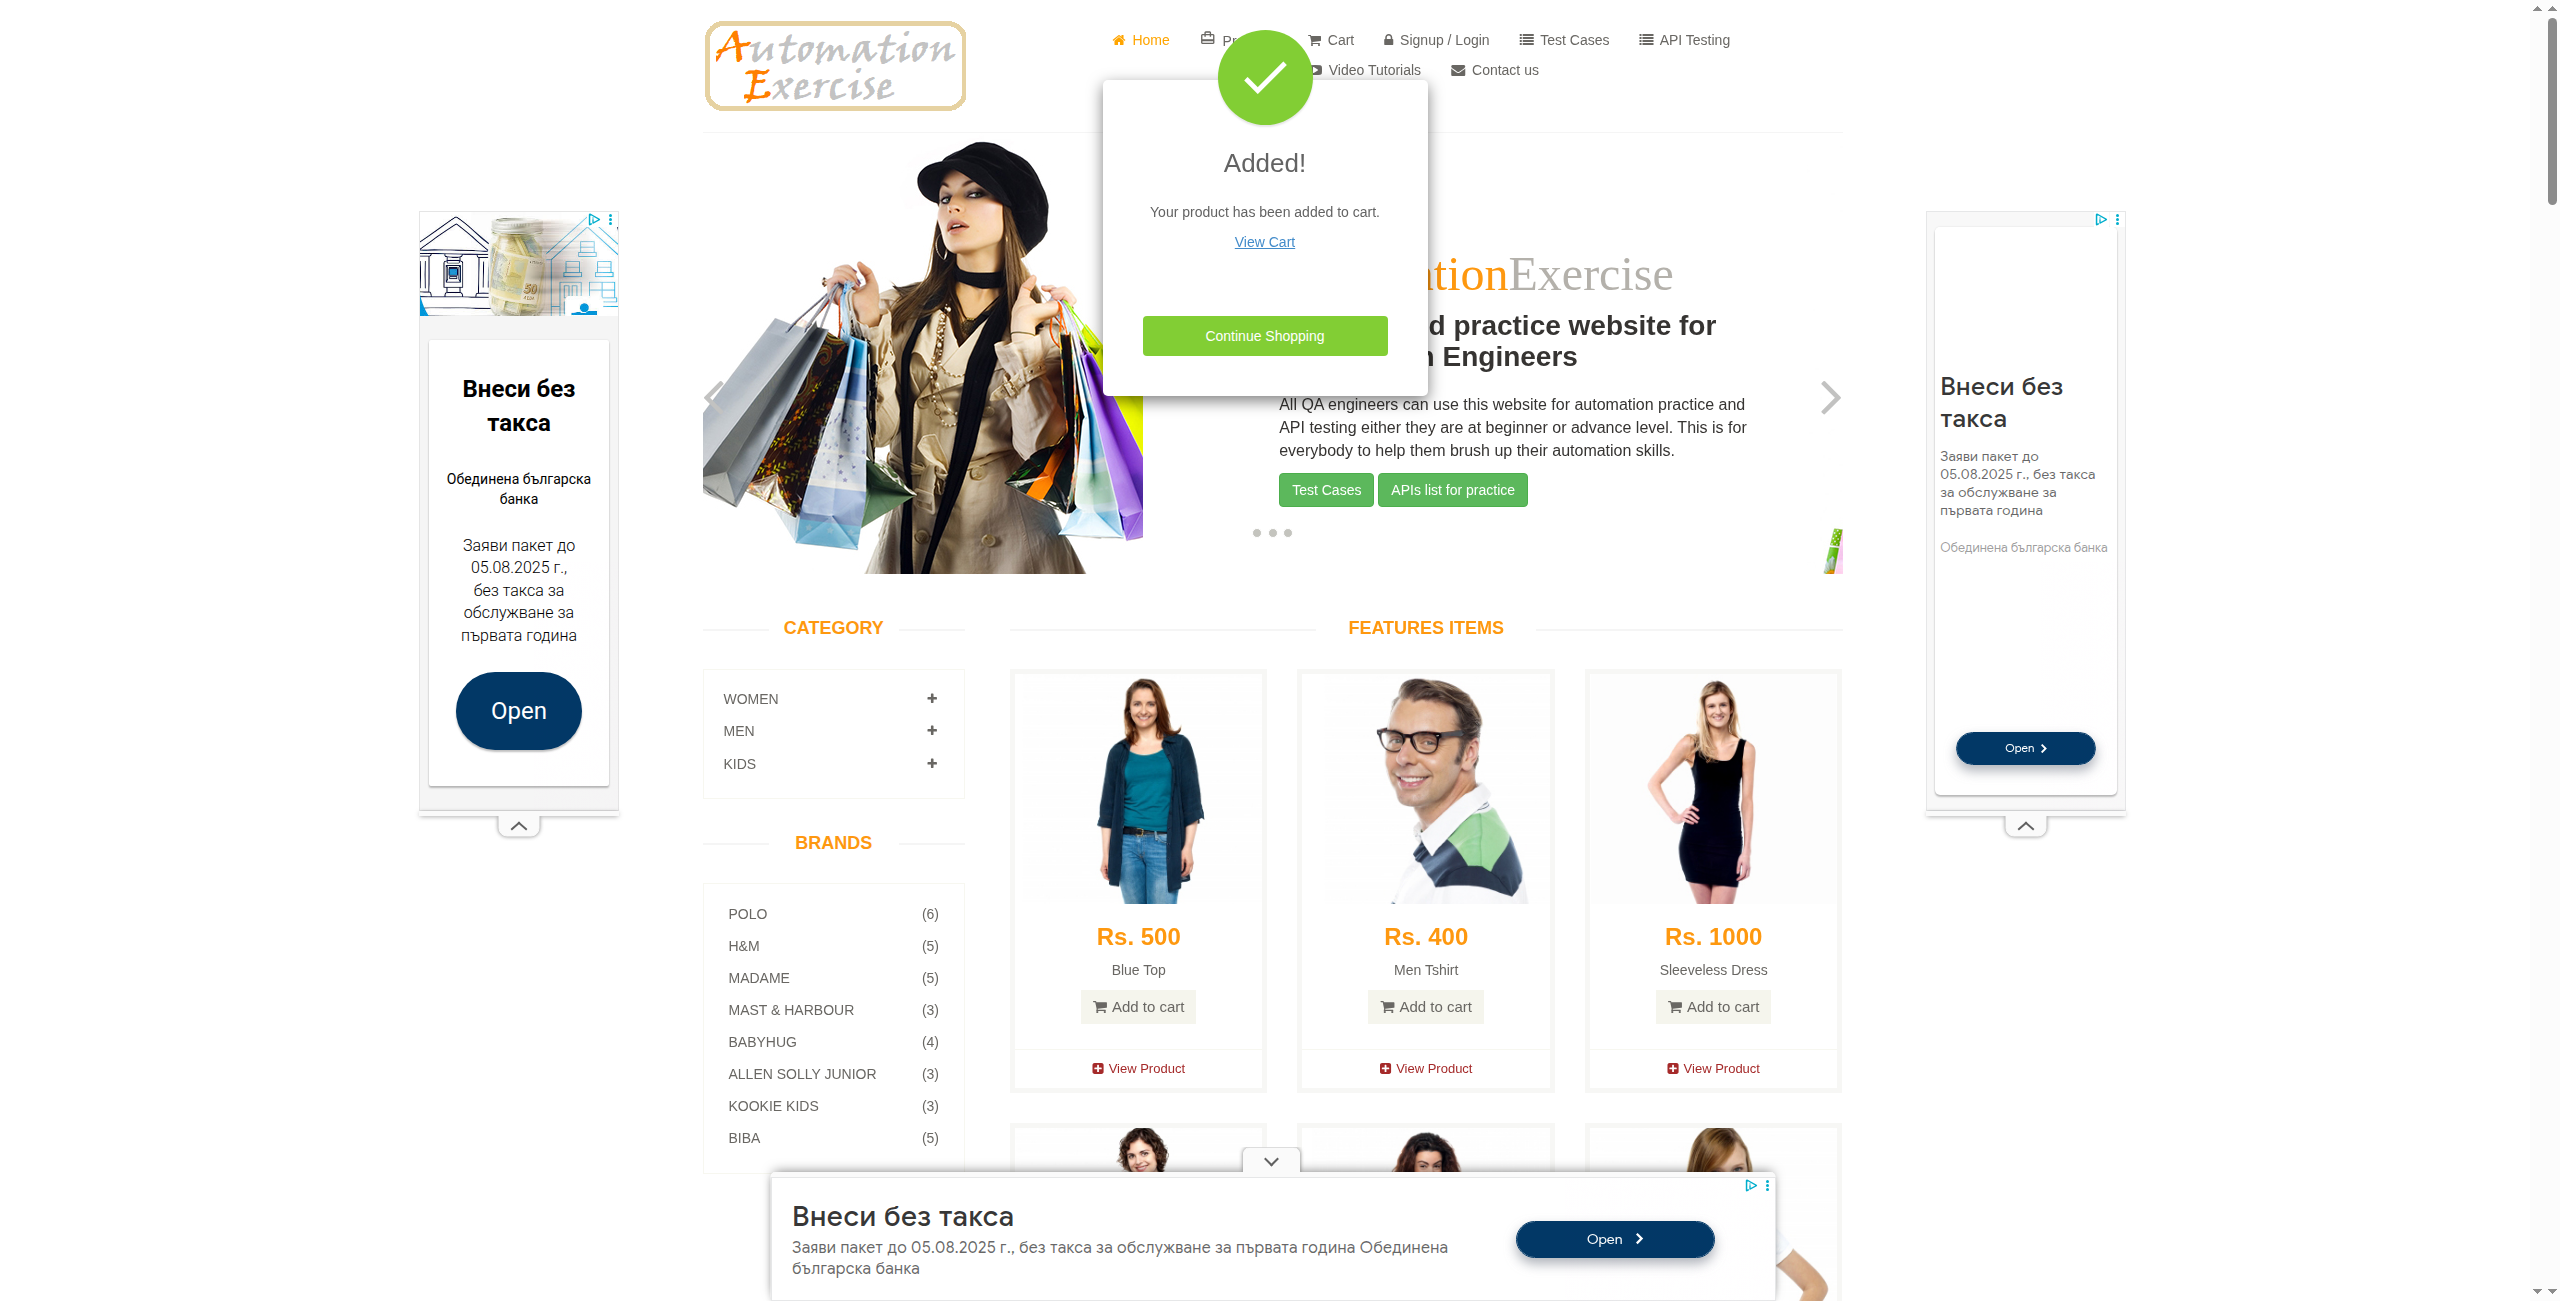 Automation
Exercise
Home
Cart
Signup / Login
Test Cases
API Testing
Video Tutorials
Contact us
Added!
Your product has been added to cart.
View Cart
Continue Shopping
tionExercise
d practice website for
Engineers
All QA engineers can use this website for automation practice and
API testing either they are at beginner or advance level. This is for
everybody to help them brush up their automation skills.
Test Cases
APIs list for practice
50
Внеси без
такса
Обединена българска
банка
Заяви пакет до
05.08.2025 г.,
без такса за
обслужване за
първата година
Open
Внеси без
такса
Заяви пакет до
05.08.2025 г., без такса
за обслужване за
първата година
Обединена българска банка
Open
CATEGORY
WOMEN
MEN
KIDS
BRANDS
POLO (6)
H&M (5)
MADAME (5)
MAST & HARBOUR (3)
BABYHUG (4)
ALLEN SOLLY JUNIOR (3)
KOOKIE KIDS (3)
BIBA (5)
FEATURES ITEMS
Rs. 500
Blue Top
Add to cart
View Product
Rs. 400
Men Tshirt
Add to cart
View Product
Rs. 1000
Sleeveless Dress
Add to cart
View Product
Внеси без такса
Заяви пакет до 05.08.2025 г., без такса за обслужване за първата година Обединена
българска банка
Open